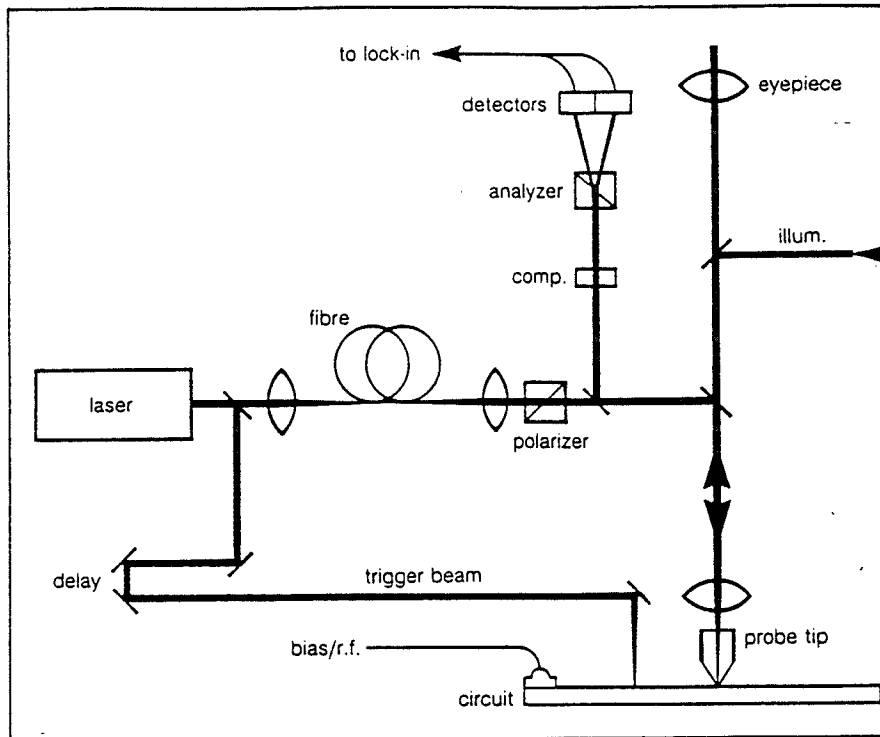 to lock-in
eyepiece
detectors
analyzer
illum.
comp.
fibre
laser
polarizer
delay
trigger beam
probe tip
bias/r.f.
circuit